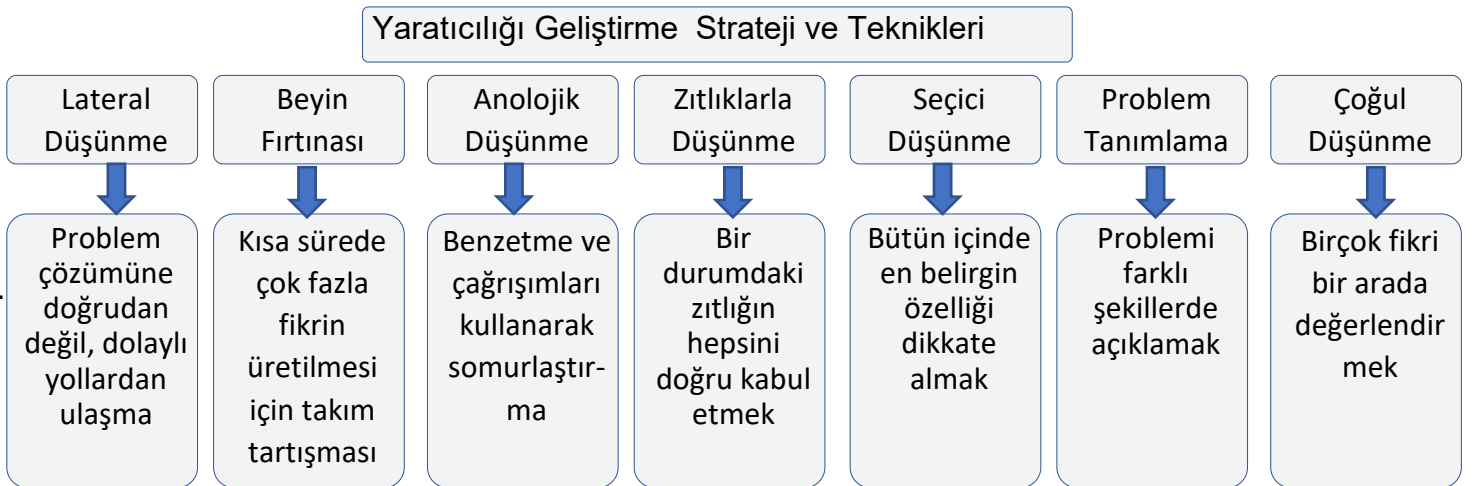 Yaratıcılığı Geliştirme Strateji ve Teknikleri
Lateral
Düşünme
Beyin
Fırtınası
Anolojik
Düşünme
Zıtlıklarla
Düşünme
Seçici
Düşünme
Problem
Tanımlama
Çoğul
Düşünme
Problem
çözümüne
doğrudan
değil, dolaylı
yollardan
ulaşma
Kısa sürede
çok fazla
fikrin
üretilmesi
için takım
tartışması
Benzetme ve
çağrışımları
kullanarak
somurlaştır-
ma
Bir
durumdaki
zıtlığın
hepsini
doğru kabul
etmek
Bütün içinde
en belirgin
özelliği
dikkate
almak
Problemi
farklı
şekillerde
açıklamak
Birçok fikri
bir arada
değerlendir
mek